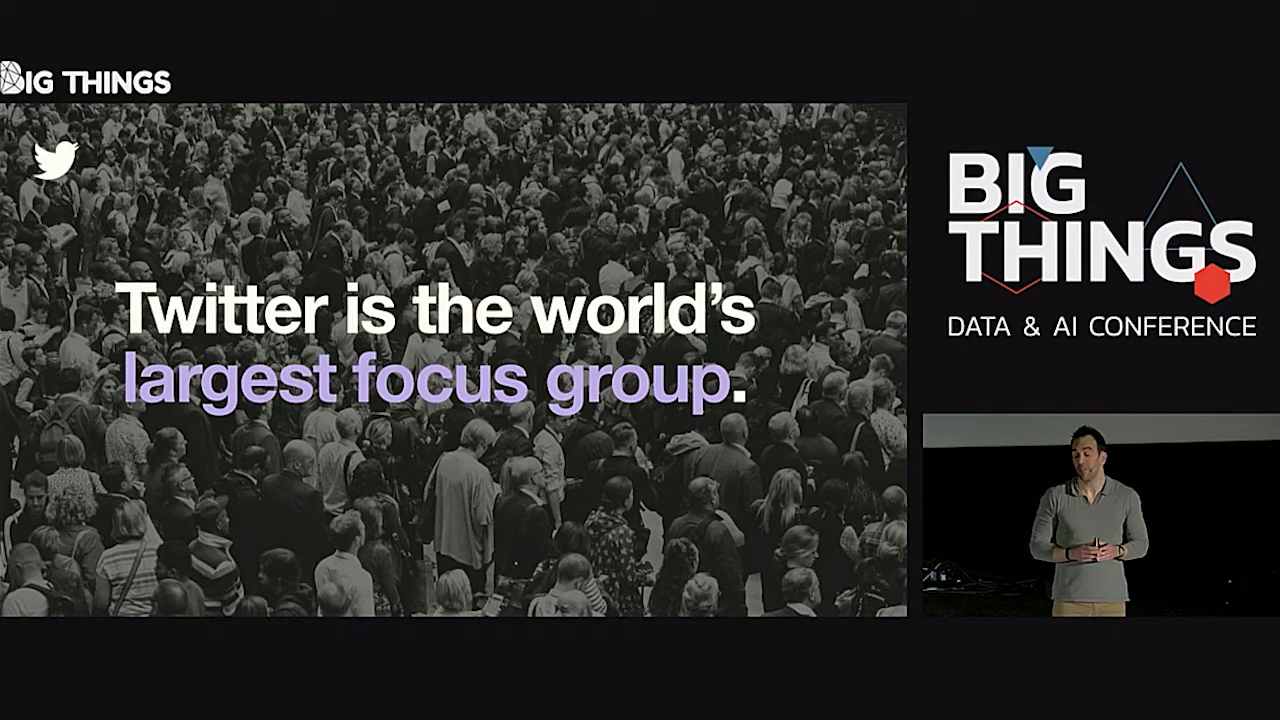 BIG THINGS
Twitter is the world's
largest focus group.
BIG
THINGS
DATA & AI CONFERENCE